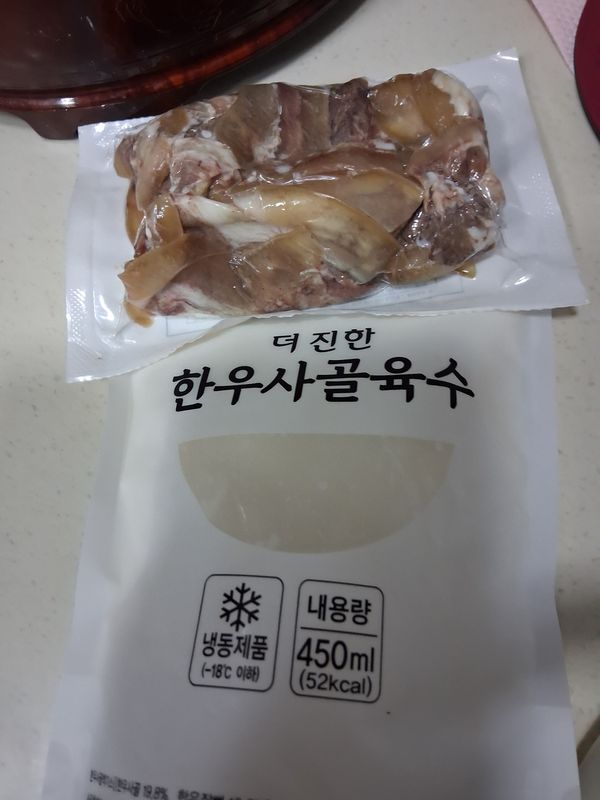 더 진한
한우사골육수
냉동제품
(-18℃ 이하)
내용량
450ml
(52kcal)